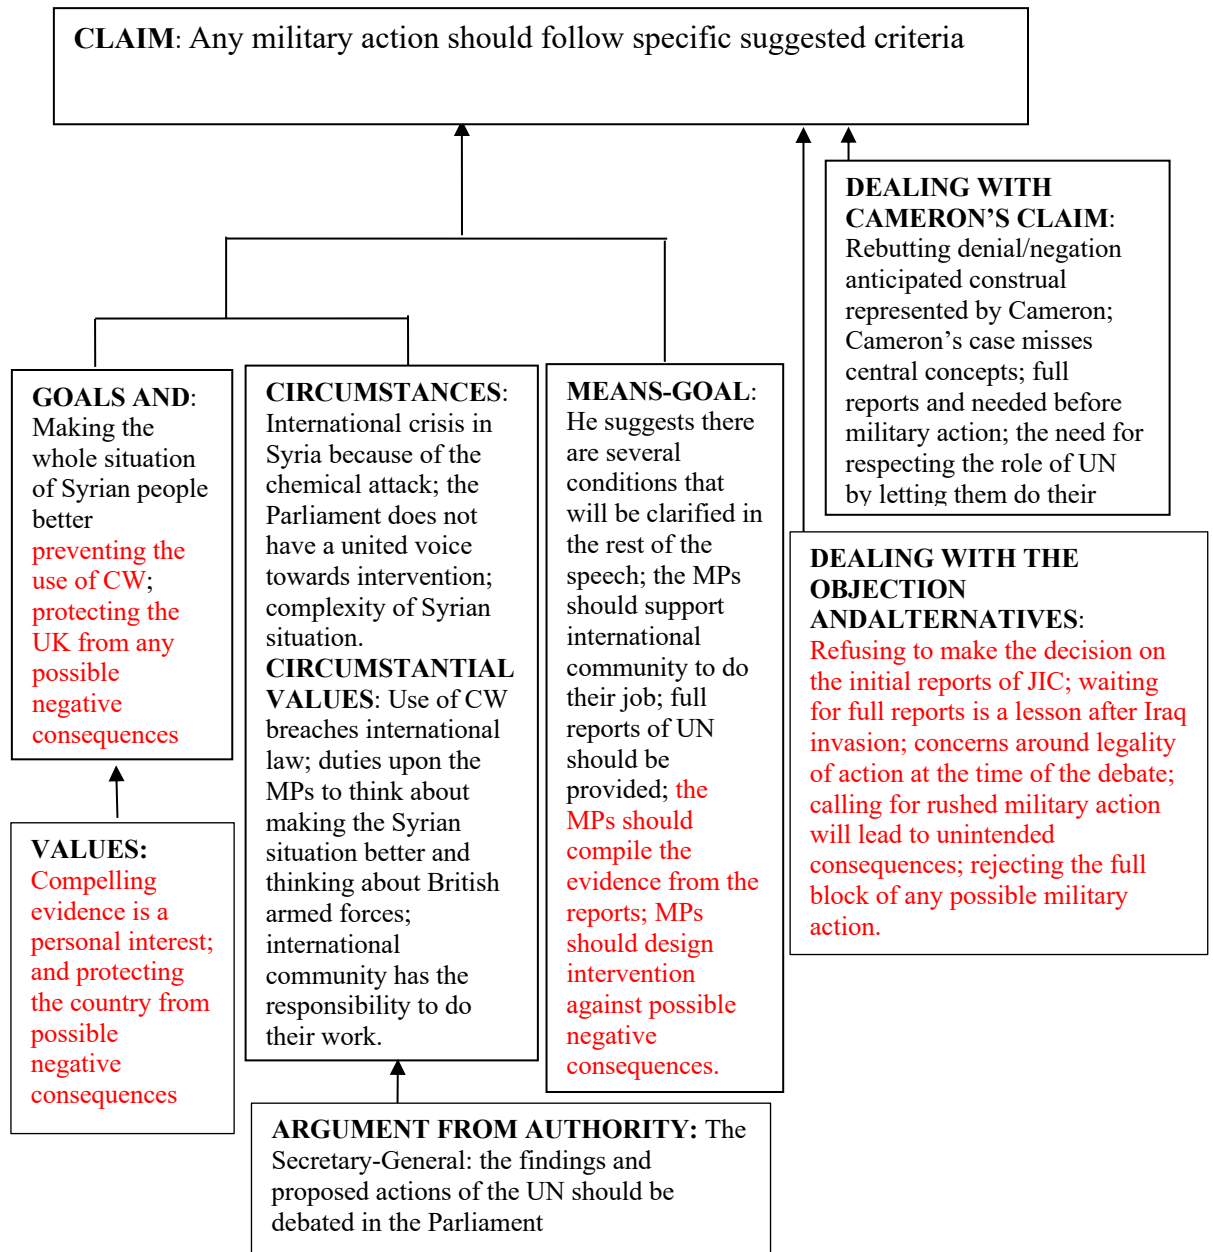 CLAIM: Any military action should follow specific suggested criteria
DEALING WITH
CAMERON'S CLAIM:
Rebutting denial/negation
anticipated construal
represented by Cameron;
Cameron's case misses
central concepts; full
reports and needed before
military action; the need for
respecting the role of UN
by letting them do their
GOALS AND:
Making the
whole situation
of Syrian people
better
preventing the
use of CW;
protecting the
UK from any
possible
negative
consequences
CIRCUMSTANCES:
International crisis in
Syria because of the
chemical attack; the
Parliament does not
have a united voice
towards intervention;
complexity of Syrian
situation.
CIRCUMSTANTIAL
VALUES: Use of CW
breaches international
law; duties upon the
MPs to think about
making the Syrian
situation better and
thinking about British
armed forces;
international
community has the
responsibility to do
their work.
MEANS-GOAL:
He suggests there
are several
conditions that
will be clarified in
the rest of the
speech; the MPs
should support
international
community to do
their job; full
reports of UN
should be
provided; the
MPs should
compile the
evidence from the
reports; MPs
should design
intervention
against possible
negative
consequences.
DEALING WITH THE
OBJECTION
ANDALTERNATIVES:
Refusing to make the decision on
the initial reports of JIC; waiting
for full reports is a lesson after Iraq
invasion; concerns around legality
of action at the time of the debate;
calling for rushed military action
will lead to unintended
consequences; rejecting the full
block of any possible military
action.
VALUES:
Compelling
evidence is a
personal interest;
and protecting
the country from
possible
negative
consequences
ARGUMENT FROM AUTHORITY: The
Secretary-General: the findings and
proposed actions of the UN should be
debated in the Parliament